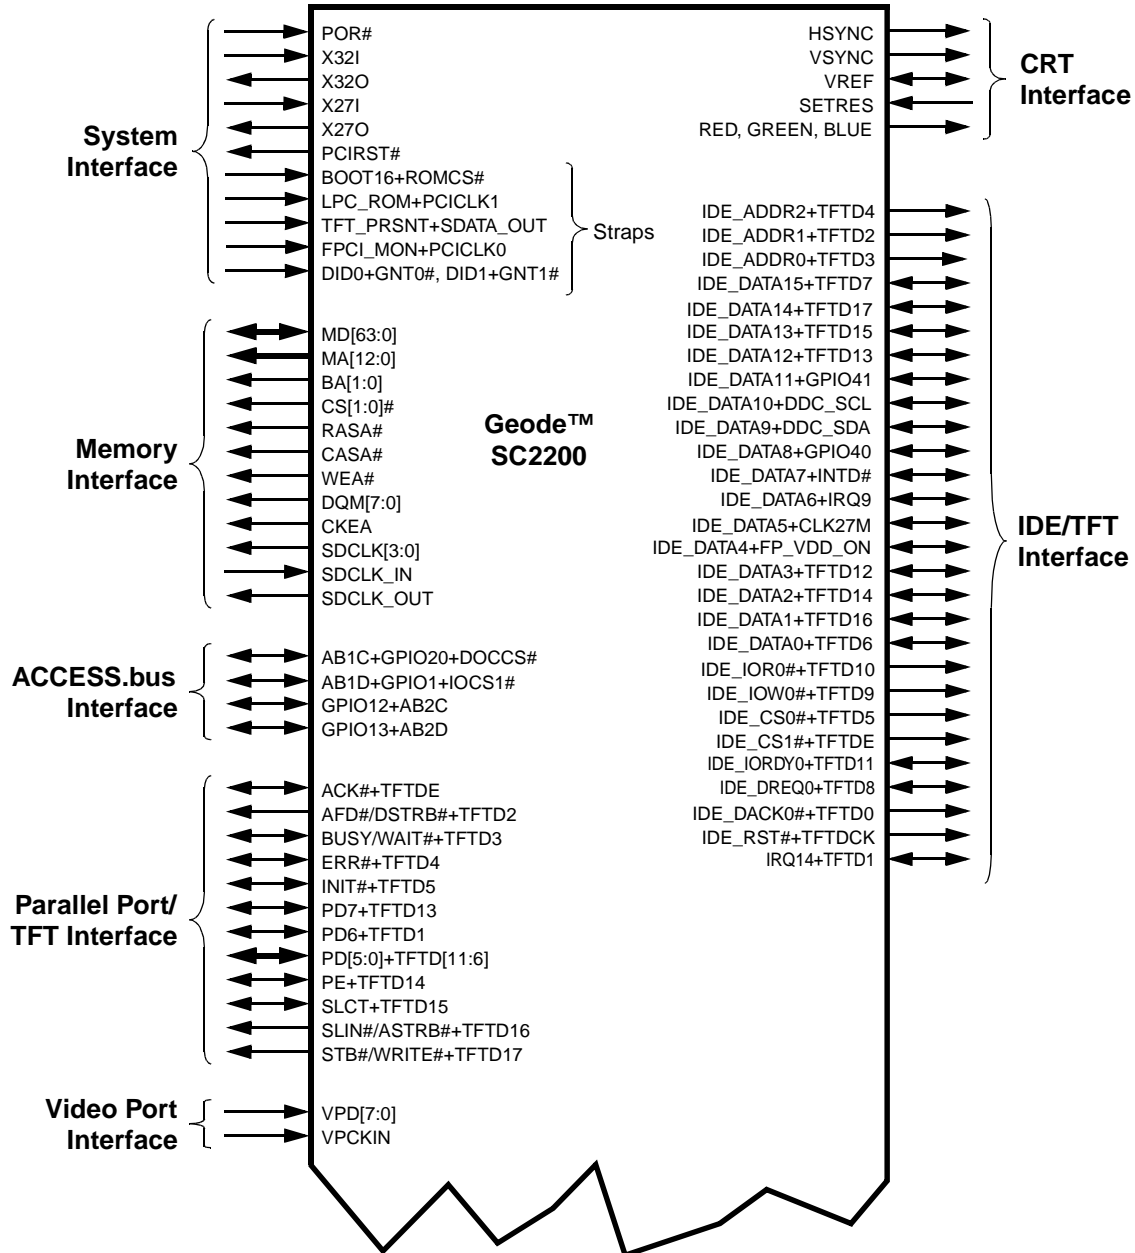 System
Interface
POR#
X32I
X32O
X27I
X27O
PCIRST#
BOOT16+ROMCS#
LPC_ROM+PCICLK1
TFT_PRSNT+SDATA_OUT
FPCI_MON+PCICLK0
DID0+GNT0#, DID1+GNT1#
Straps
Memory
Interface
MD[63:0]
MA[12:0]
BA[1:0]
CS[1:0]#
RASA#
CASA#
WEA#
DQM[7:0]
CKEA
SDCLK[3:0]
SDCLK_IN
SDCLK_OUT
ACCESS.bus
Interface
AB1C+GPIO20+DOCCS#
AB1D+GPIO1+IOCS1#
GPIO12+AB2C
GPIO13+AB2D
Parallel Port/
TFT Interface
ACK#+TFTDE
AFD#/DSTRB#+TFTD2
BUSY/WAIT#+TFTD3
ERR#+TFTD4
INIT#+TFTD5
PD7+TFTD13
PD6+TFTD1
PD[5:0]+TFTD[11:6]
PE+TFTD14
SLCT+TFTD15
SLIN#/ASTRB#+TFTD16
STB#/WRITE#+TFTD17
Video Port
Interface
VPD[7:0]
VPCKIN
Geode™
SC2200
HSYNC
VSYNC
VREF
SETRES
RED, GREEN, BLUE
CRT
Interface
IDE_ADDR2+TFTD4
IDE_ADDR1+TFTD2
IDE_ADDR0+TFTD3
IDE_DATA15+TFTD7
IDE_DATA14+TFTD17
IDE_DATA13+TFTD15
IDE_DATA12+TFTD13
IDE_DATA11+GPIO41
IDE_DATA10+DDC_SCL
IDE_DATA9+DDC_SDA
IDE_DATA8+GPIO40
IDE_DATA7+INTD#
IDE_DATA6+IRQ9
IDE_DATA5+CLK27M
IDE_DATA4+FP_VDD_ON
IDE_DATA3+TFTD12
IDE_DATA2+TFTD14
IDE_DATA1+TFTD16
IDE_DATA0+TFTD6
IDE_IOR0#+TFTD10
IDE_IOW0#+TFTD9
IDE_CS0#+TFTD5
IDE_CS1#+TFTDE
IDE_IORDY0+TFTD11
IDE_DREQ0+TFTD8
IDE_DACK0#+TFTD0
IDE_RST#+TFTDCK
IRQ14+TFTD1
IDE/TFT
Interface